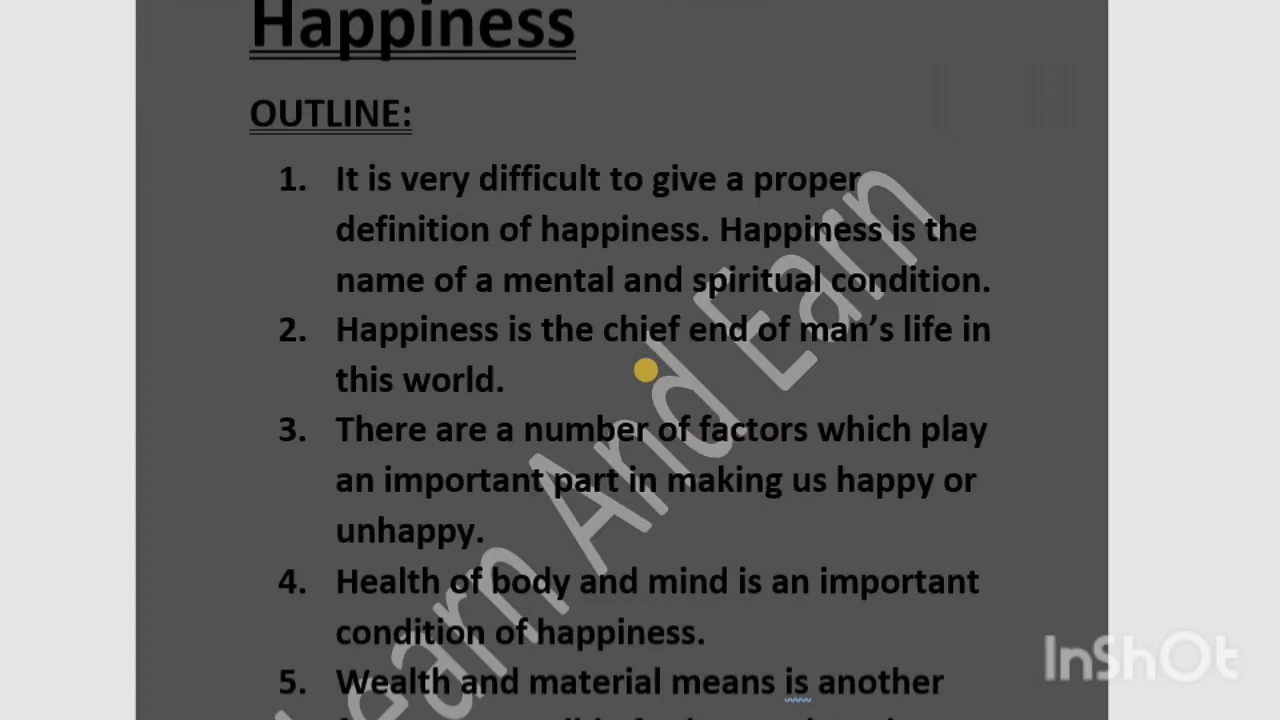 Happiness
OUTLINE:
1. It is very difficult to give a proper
definition of happiness. Happiness is the
name of a mental and spiritual condition.
2. Happiness is the chief end of man’s life in
this world.
3. There are a number of factors which play
an important part in making us happy or
unhappy.
4. Health of body and mind is an important
condition of happiness.
5. Wealth and material means is another
Learn And Earn
InShOt